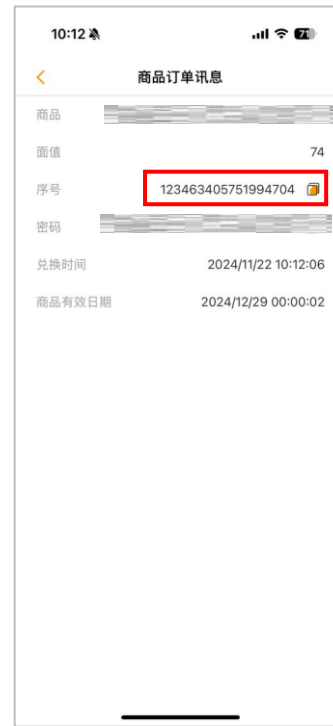 10:12
71
商品订单讯息
商品
面值 74
序号 123463405751994704
密码
兑换时间 2024/11/22 10:12:06
商品有效日期 2024/12/29 00:00:02